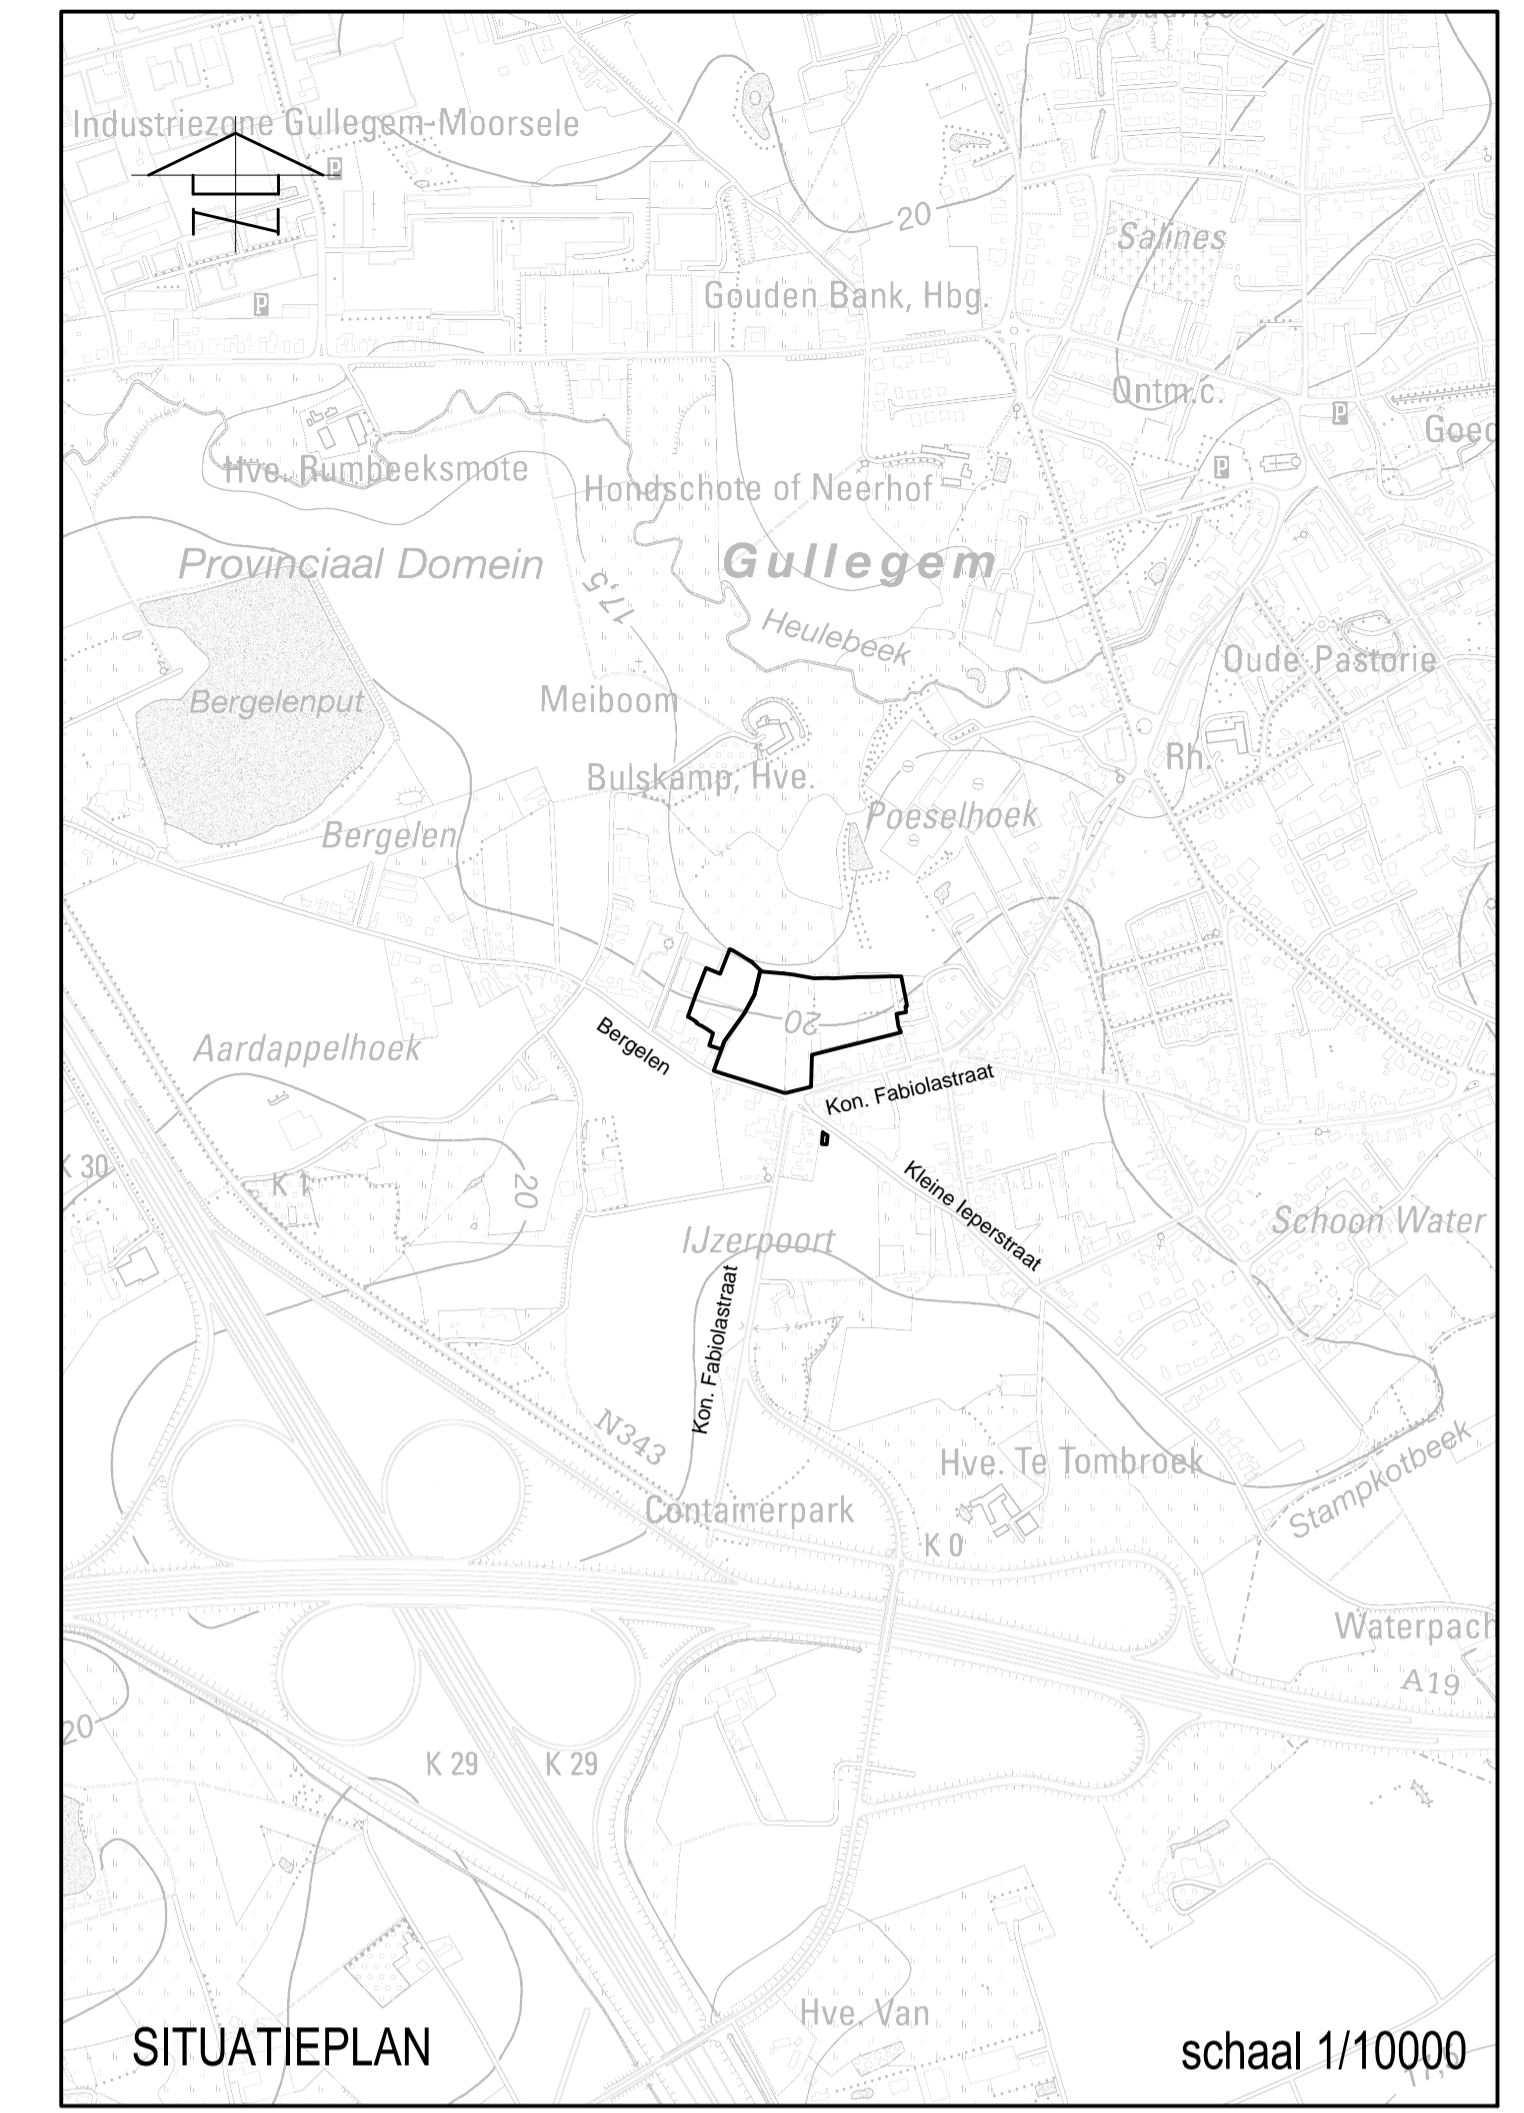 Industriezone Gullegem-Moorsele
P
N
20
Salines
P
Gouden Bank, Hbg.
Ontm.c.
P
Goed
Hve. Rumbeeksmote
P
Hondschote of Neerhof
Provinciaal Domein
Gullegem
17,5
Heulebeek
Oude Pastorie
Bergelenput
Meiboom
Rh.
Bulskamp, Hve.
Poeselhoek
Bergelen
20
Aardappelhoek
Bergelen
Kon. Fabiolastraat
K 30
K 1
20
Kleine Ieperstraat
Schoon Water
IJzerpoort
Kon. Fabiolastraat
N343
Hve. Te Tombroek
Stampkotbeek
Containerpark
K 0
Waterpach
A19
20
K 29
K 29
Hve. Van
SITUATIEPLAN
schaal 1/10000
17,5